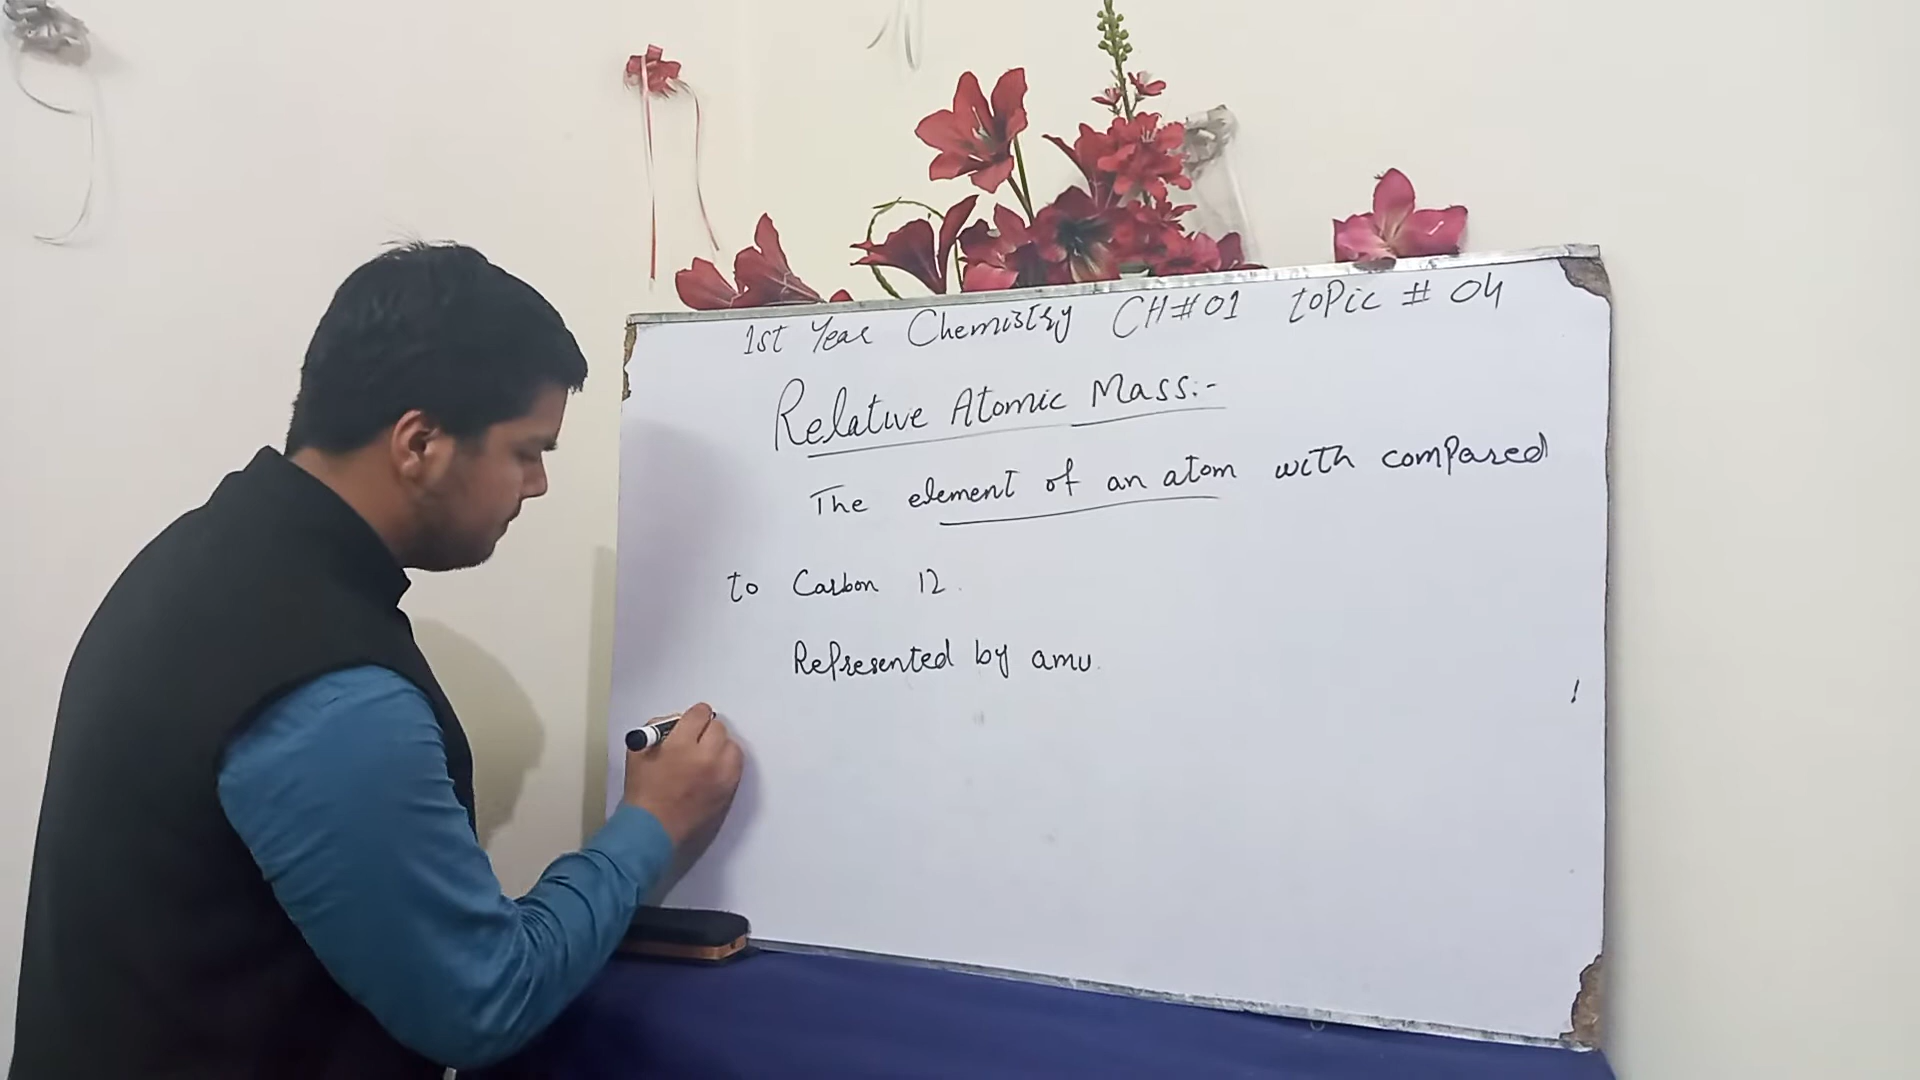 1st Year Chemistry CH#01 topic # 04
Relative Atomic Mass:-
The element of an atom with compared
to Carbon 12.
Represented by amu.